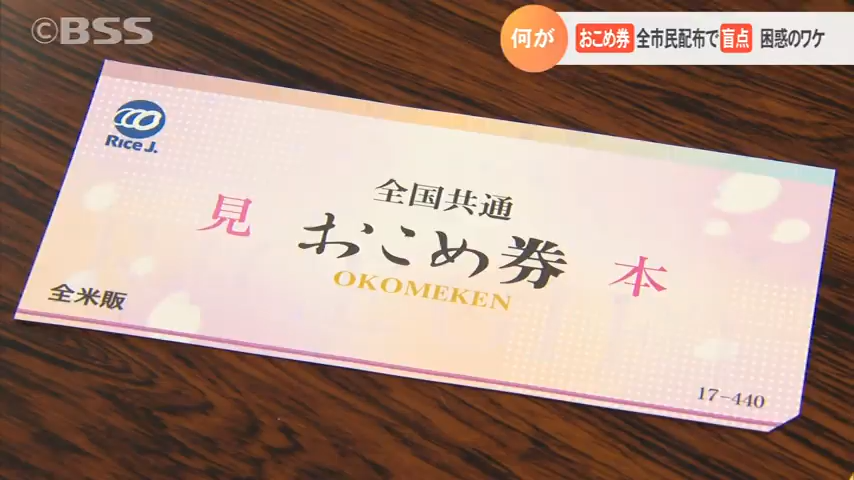 ©BSS
何が
おこめ券 全市民配布で盲点 困惑のワケ
Rice J.
全国共通
見 おこめ券 本
OKOMEKEN
全米販
17-440